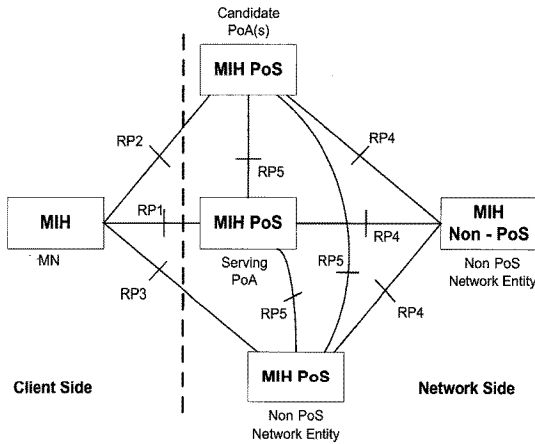 Candidate
PoA(s)
MIH PoS
RP2
RP4
RP5
MIH
MN
RP1
MIH PoS
Serving
PoA
RP4
MIH
Non - PoS
Non PoS
Network Entity
RP3
RP5
RP5
RP4
MIH PoS
Non PoS
Network Entity
Client Side
Network Side